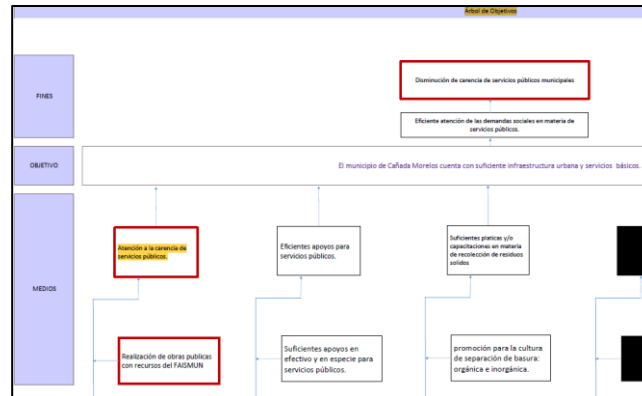 Árbol de Objetivos
FINES
Disminución de carencia de servicios públicos municipales
Eficiente atención de las demandas sociales en materia de
servicios públicos.
OBJETIVO
El municipio de Cañada Morelos cuenta con suficiente infraestructura urbana y servicios básicos.
MEDIOS
Atención a la carencia de
servicios públicos.
Eficientes apoyos para
servicios públicos.
Suficientes platicas y/o
capacitaciones en materia
de recolección de residuos
solidos
Realización de obras publicas
con recursos del FAISMUN
Suficientes apoyos en
efectivo y en especie para
servicios públicos.
promoción para la cultura
de separación de basura:
orgánica e inorgánica.